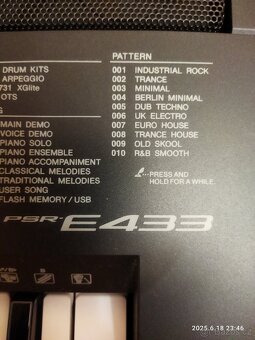 PATTERN
DRUM KITS
ARPEGGIO
731 XGlite
OTS
MAIN DEMO
VOICE DEMO
PIANO SOLO
PIANO ENSEMBLE
PIANO ACCOMPANIMENT
CLASSICAL MELODIES
TRADITIONAL MELODIES
USER SONG
FLASH MEMORY/USB
001 INDUSTRIAL ROCK
002 TRANCE
003 MINIMAL
004 BERLIN MINIMAL
005 DUB TECHNO
006 UK ELECTRO
007 EURO HOUSE
008 TRANCE HOUSE
009 OLD SKOOL
010 R&B SMOOTH
...PRESS AND
HOLD FOR A WHILE.
PSR-E433
2025.6.18 23:46